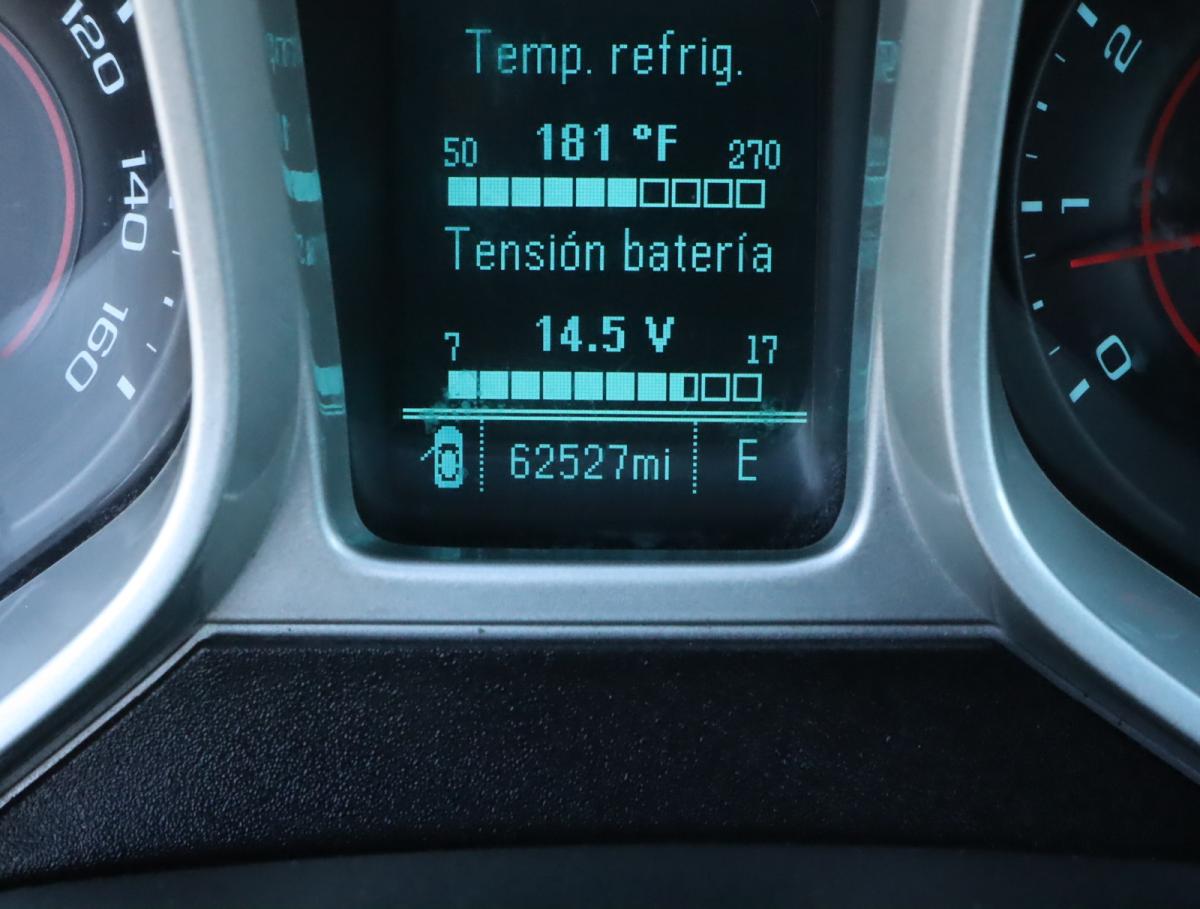 Temp. refrig.
181 °F
50 270
Tensión batería
14.5 V
7 17
62527mi E
120
140
160
2
1
0